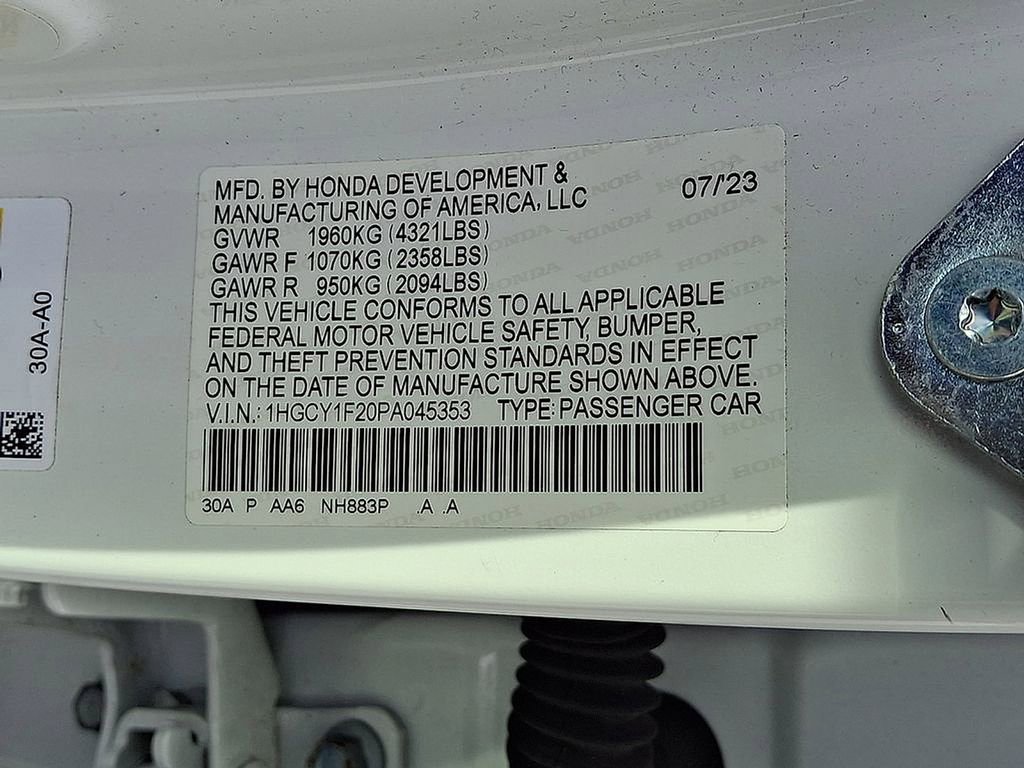 MFD. BY HONDA DEVELOPMENT &
MANUFACTURING OF AMERICA, LLC
07/'23
GVWR 1960KG (4321LBS)
GAWR F 1070KG (2358LBS)
GAWR R 950KG (2094LBS)
THIS VEHICLE CONFORMS TO ALL APPLICABLE
FEDERAL MOTOR VEHICLE SAFETY, BUMPER,
AND THEFT PREVENTION STANDARDS IN EFFECT
ON THE DATE OF MANUFACTURE SHOWN ABOVE.
V.I.N.: 1HGCY1F20PA045353 TYPE: PASSENGER CAR
30A P AA6 NH883P .A .A
30A-A0